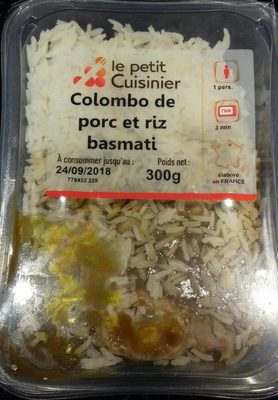 le petit
Cuisinier
Colombo de
porc et riz
basmati
1 pers.
3 min
À consommer jusqu'au :
24/09/2018
Poids net :
300g
élaboré
en FRANCE